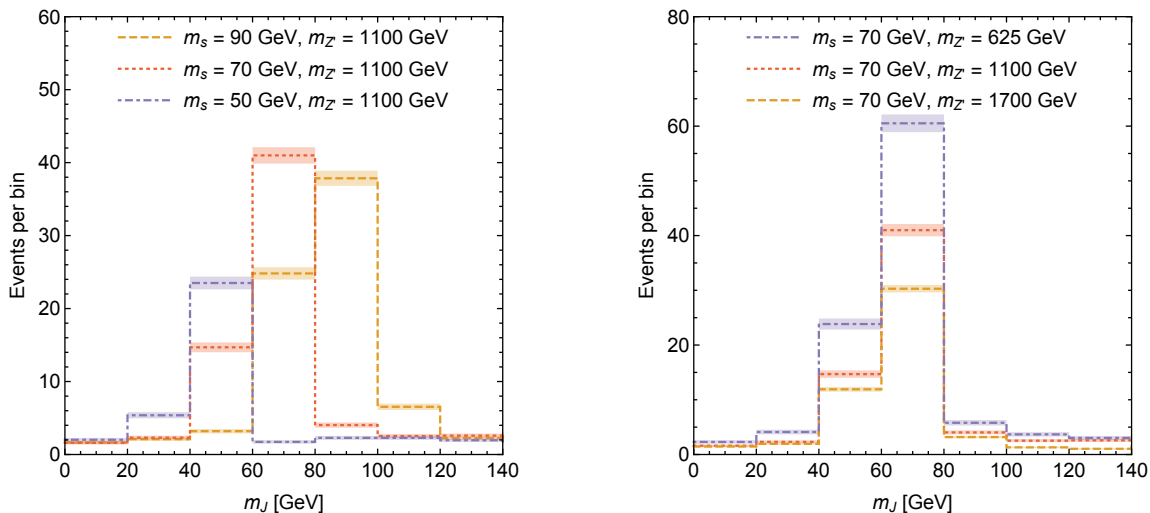 60
50
40
30
20
10
0
Events per bin
m_s = 90 GeV, m_Z' = 1100 GeV
m_s = 70 GeV, m_Z' = 1100 GeV
m_s = 50 GeV, m_Z' = 1100 GeV
0 20 40 60 80 100 120 140
m_J [GeV]
80
60
40
20
0
Events per bin
m_s = 70 GeV, m_Z' = 625 GeV
m_s = 70 GeV, m_Z' = 1100 GeV
m_s = 70 GeV, m_Z' = 1700 GeV
0 20 40 60 80 100 120 140
m_J [GeV]